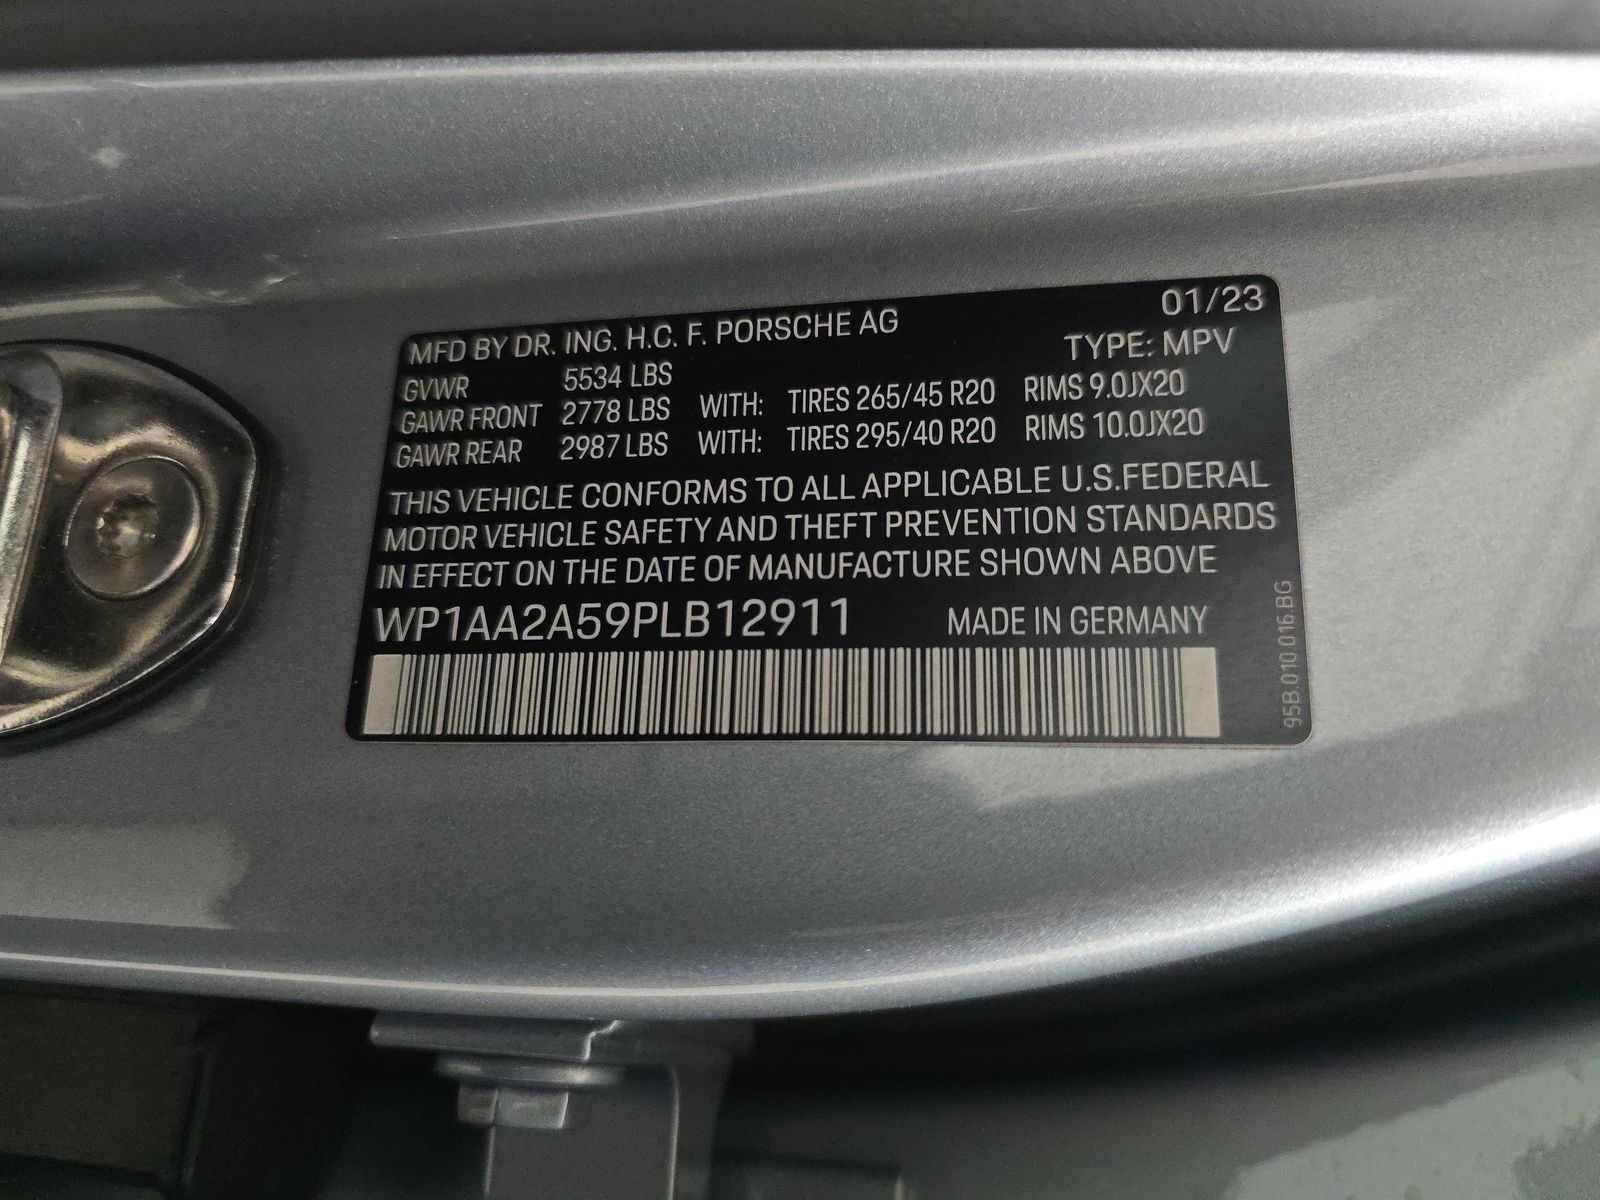 01/23
MFD BY DR. ING. H.C. F. PORSCHE AG
TYPE: MPV
GVWR 5534 LBS
GAWR FRONT 2778 LBS WITH: TIRES 265/45 R20 RIMS 9.0JX20
GAWR REAR 2987 LBS WITH: TIRES 295/40 R20 RIMS 10.0JX20
THIS VEHICLE CONFORMS TO ALL APPLICABLE U.S.FEDERAL
MOTOR VEHICLE SAFETY AND THEFT PREVENTION STANDARDS
IN EFFECT ON THE DATE OF MANUFACTURE SHOWN ABOVE
WP1AA2A59PLB12911 MADE IN GERMANY
95B.010.016.BG